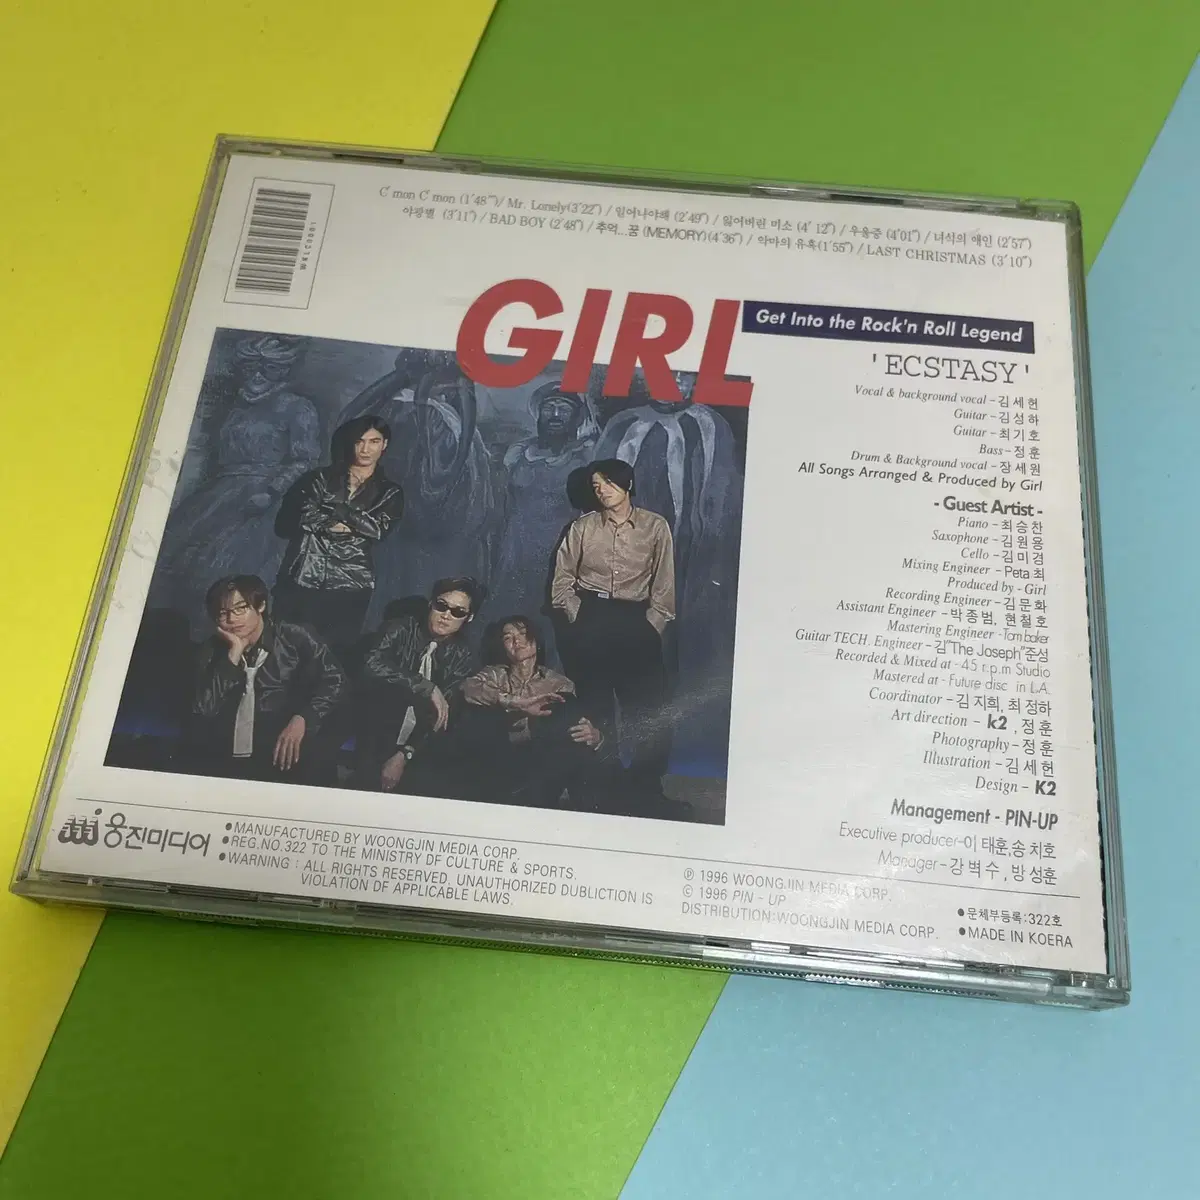 C'mon C'mon (1'48")/ Mr. Lonely(3'22") / 일어나야해 (2'49") / 잃어버린 미소 (4' 12") / 우울중 (4'01") / 녀석의 애인 (2'57")
야광별 (3'11") / BAD BOY (2'48") / 추억...꿈 (MEMORY)(4'36") / 악마의 유혹(1'55") / LAST CHRISTMAS (3'10")
GIRL
Get Into the Rock'n Roll Legend
'ECSTASY'
Vocal & background vocal - 김세헌
Guitar - 김성하
Guitar - 최기호
Bass - 정훈
Drum & Background vocal - 장세원
All Songs Arranged & Produced by Girl
- Guest Artist -
Piano - 최승찬
Saxophone - 김원용
Cello - 김미경
Mixing Engineer - Peta 최
Produced by - Girl
Recording Engineer - 김문화
Assistant Engineer - 박종범, 현철호
Mastering Engineer - Tom baker
Guitar TECH. Engineer - 김"The Joseph"준성
Recorded & Mixed at - 45 r.p.m Studio
Mastered at - Future disc in L.A.
Coordinator - 김지희, 최정하
Art direction - k2 , 정훈
Photography - 정훈
Illustration - 김세헌
Design - K2
Management - PIN-UP
Executive producer-이태훈,송치호
Manager-강벽수,방성훈
웅진미디어
•MANUFACTURED BY WOONGJIN MEDIA CORP.
•REG.NO.322 TO THE MINISTRY DF CULTURE & SPORTS.
•WARNING : ALL RIGHTS RESERVED. UNAUTHORIZED DUBLICTION IS
VIOLATION OF APPLICABLE LAWS.
℗ 1996 WOONGJIN MEDIA CORP.
© 1996 PIN - UP
DISTRIBUTION:WOONGJIN MEDIA CORP.
•문체부등록:322호
•MADE IN KOERA